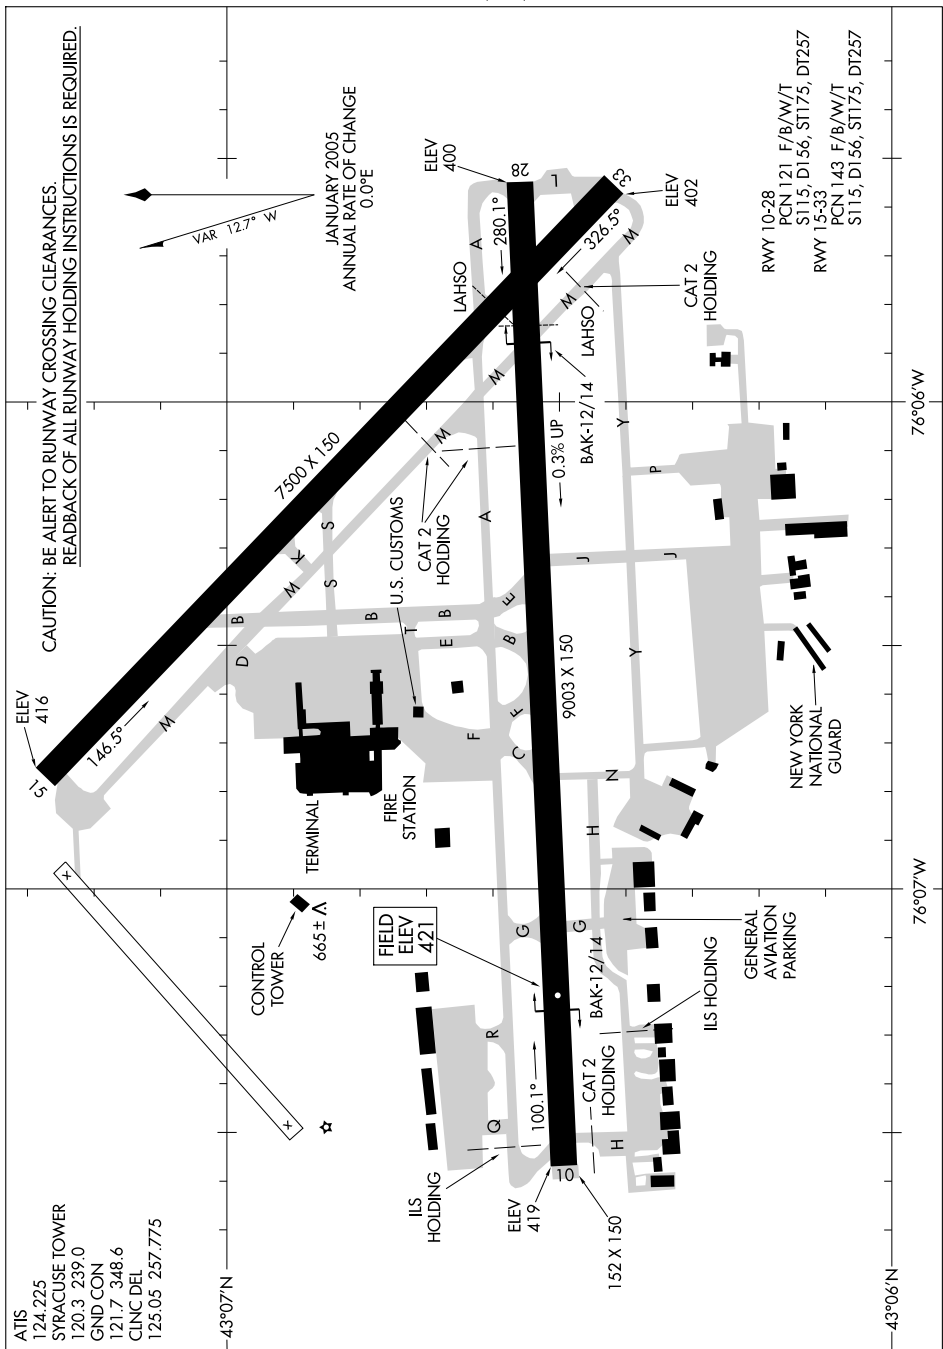 ATIS
124.225
SYRACUSE TOWER
120.3 239.0
GND CON
121.7 348.6
CLNC DEL
125.05 257.775
CAUTION: BE ALERT TO RUNWAY CROSSING CLEARANCES.
READBACK OF ALL RUNWAY HOLDING INSTRUCTIONS IS REQUIRED.
VAR 12.7° W
JANUARY 2005
ANNUAL RATE OF CHANGE
0.0°E
ELEV
416
15
146.5°
M
7500 X 150
D
B
M
K
S
S
B
T
E
B
U.S. CUSTOMS
CAT 2
HOLDING
M
M
LAHSO
A
ELEV
400
28
280.1°
L
33
326.5°
ELEV
402
M
M
CAT 2
HOLDING
LAHSO
BAK-12/14
0.3% UP
A
E
B
F
F
C
9003 X 150
X
X
CONTROL
TOWER
665±
TERMINAL
FIRE
STATION
FIELD
ELEV
421
R
Q
G
G
100.1°
BAK-12/14
CAT 2
HOLDING
ILS
HOLDING
ELEV
419
10
152 X 150
H
H
N
J
J
Y
Y
P
ILS HOLDING
GENERAL
AVIATION
PARKING
NEW YORK
NATIONAL
GUARD
RWY 10-28
PCN 121 F/B/W/T
S115, D156, ST175, DT257
RWY 15-33
PCN 143 F/B/W/T
S115, D156, ST175, DT257
43°07'N
43°06'N
76°07'W
76°06'W